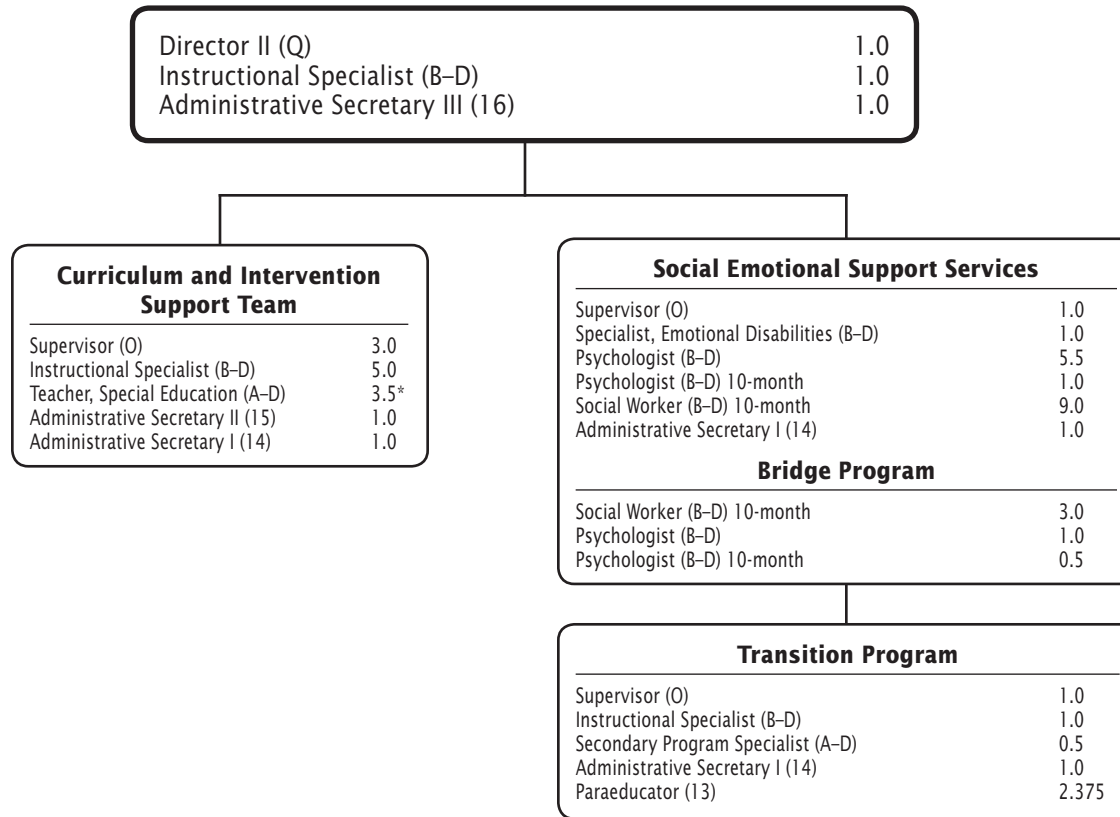 Director II (Q) 1.0
Instructional Specialist (B–D) 1.0
Administrative Secretary III (16) 1.0
Curriculum and Intervention
Support Team
Supervisor (O) 3.0
Instructional Specialist (B–D) 5.0
Teacher, Special Education (A–D) 3.5*
Administrative Secretary II (15) 1.0
Administrative Secretary I (14) 1.0
Social Emotional Support Services
Supervisor (O) 1.0
Specialist, Emotional Disabilities (B–D) 1.0
Psychologist (B–D) 5.5
Psychologist (B–D) 10-month 1.0
Social Worker (B–D) 10-month 9.0
Administrative Secretary I (14) 1.0
Bridge Program
Social Worker (B–D) 10-month 3.0
Psychologist (B–D) 1.0
Psychologist (B–D) 10-month 0.5
Transition Program
Supervisor (O) 1.0
Instructional Specialist (B–D) 1.0
Secondary Program Specialist (A–D) 0.5
Administrative Secretary I (14) 1.0
Paraeducator (13) 2.375